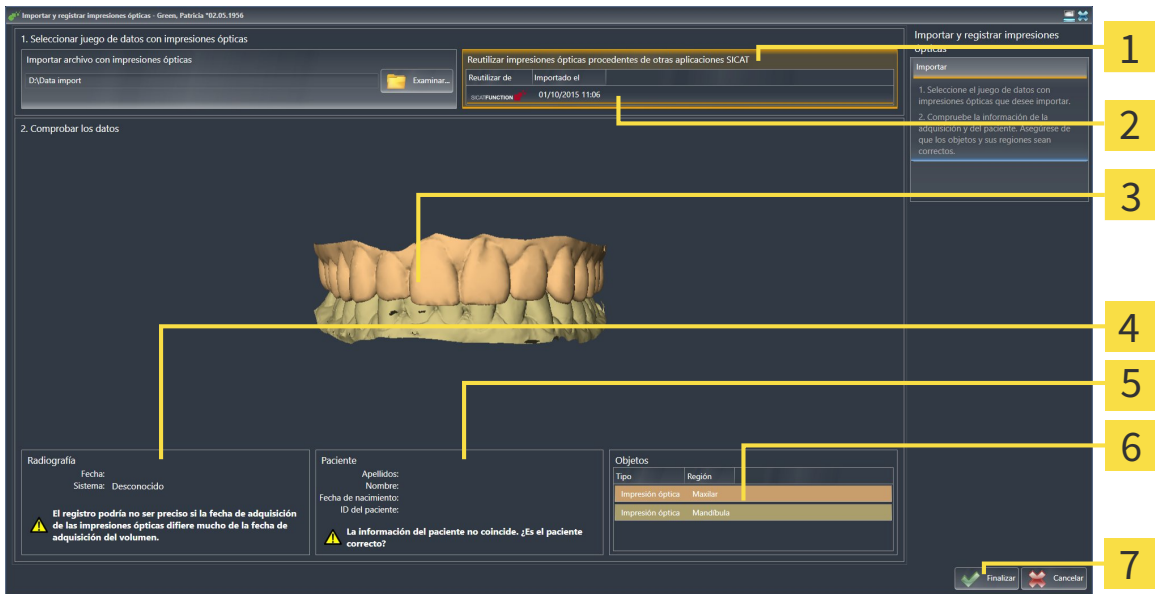 Importar y registrar impresiones ópticas - Green, Patricia *02.05.1956
1. Seleccionar juego de datos con impresiones ópticas
Importar archivo con impresiones ópticas
D:\Data import
Examinar...
Reutilizar impresiones ópticas procedentes de otras aplicaciones SICAT
Reutilizar de Importado el
SICATFUNCTION 01/10/2015 11:06
2. Comprobar los datos
Radiografía
Fecha:
Sistema: Desconocido
El registro podría no ser preciso si la fecha de adquisición
de las impresiones ópticas difiere mucho de la fecha de
adquisición del volumen.
Paciente
Apellidos:
Nombre:
Fecha de nacimiento:
ID del paciente:
La información del paciente no coincide. ¿Es el paciente
correcto?
Objetos
Tipo Región
Impresión óptica Maxilar
Impresión óptica Mandíbula
Importar y registrar impresiones
ópticas
Importar
1. Seleccione el juego de datos con
impresiones ópticas que desee importar.
2. Compruebe la información de la
adquisición y del paciente. Asegúrese de
que los objetos y sus regiones sean
correctos.
Finalizar Cancelar
1
2
3
4
5
6
7